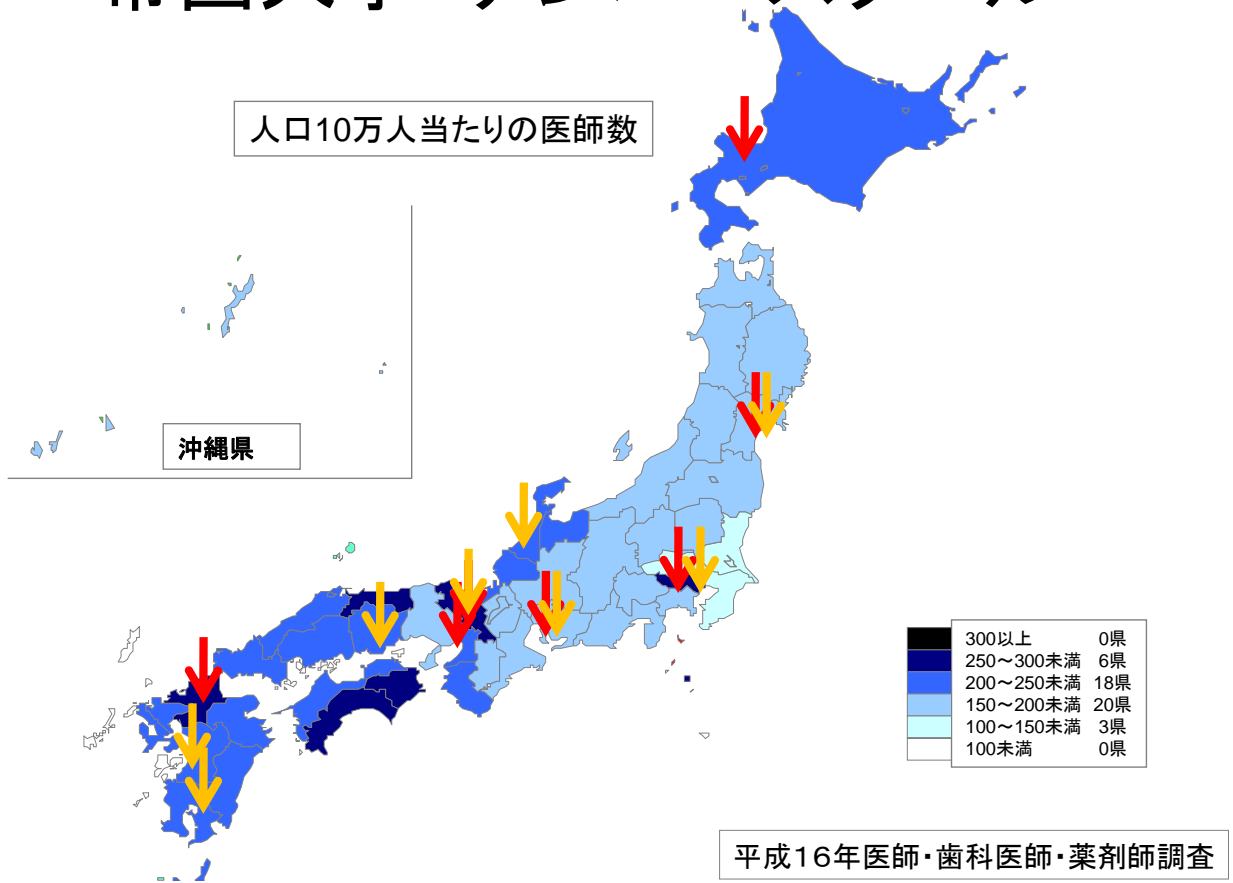 人口10万人当たりの医師数
沖縄県
300以上 0県
250～300未満 6県
200～250未満 18県
150～200未満 20県
100～150未満 3県
100未満 0県
平成16年医師・歯科医師・薬剤師調査